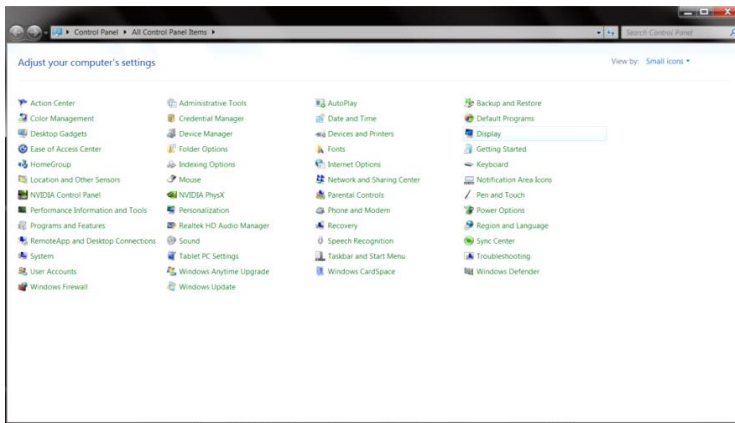 Control Panel ▸ All Control Panel Items ▸
Search Control Panel
Adjust your computer's settings
View by: Small icons
Action Center Administrative Tools AutoPlay Backup and Restore
Color Management Credential Manager Date and Time Default Programs
Desktop Gadgets Device Manager Devices and Printers Display
Ease of Access Center Folder Options Fonts Getting Started
HomeGroup Indexing Options Internet Options Keyboard
Location and Other Sensors Mouse Network and Sharing Center Notification Area Icons
NVIDIA Control Panel NVIDIA PhysX Parental Controls Pen and Touch
Performance Information and Tools Personalization Phone and Modem Power Options
Programs and Features Realtek HD Audio Manager Recovery Region and Language
RemoteApp and Desktop Connections Sound Speech Recognition Sync Center
System Tablet PC Settings Taskbar and Start Menu Troubleshooting
User Accounts Windows Anytime Upgrade Windows CardSpace Windows Defender
Windows Firewall Windows Update